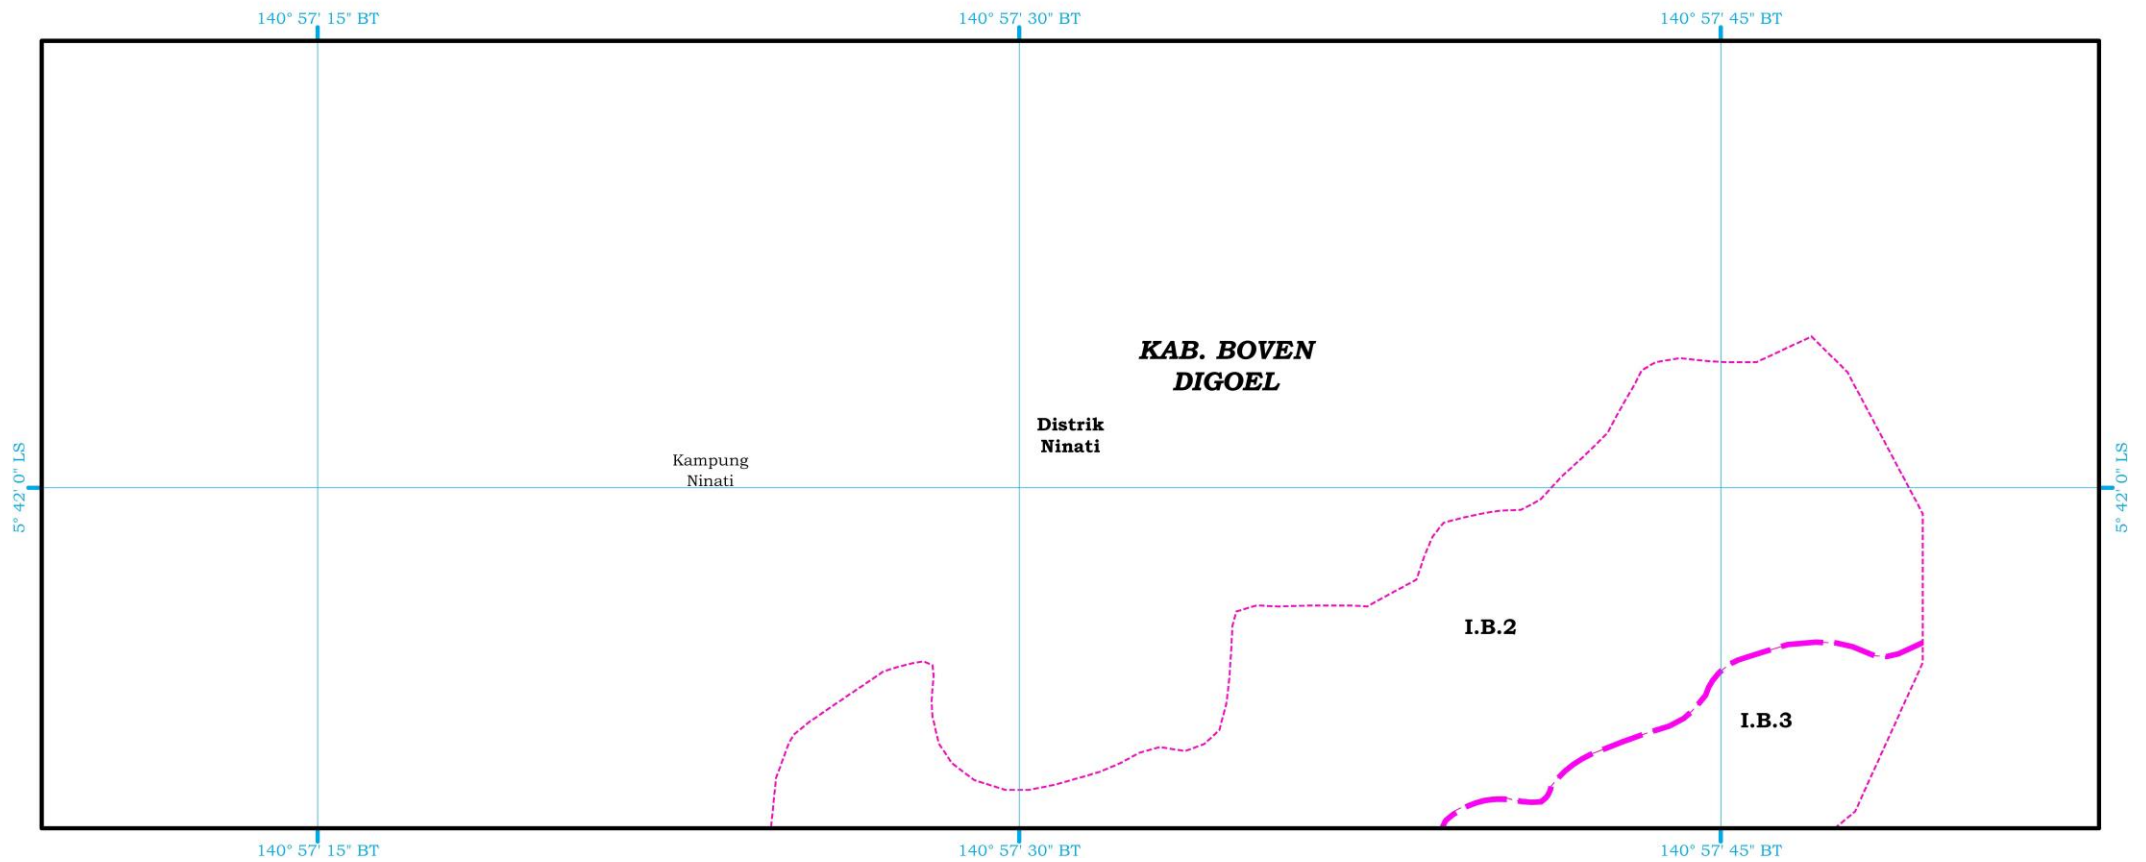 140° 57' 15" BT
140° 57' 30" BT
140° 57' 45" BT
KAB. BOVEN
DIGOEL
Distrik
Ninati
Kampung
Ninati
5° 42' 0" LS
5° 42' 0" LS
I.B.2
I.B.3
140° 57' 15" BT
140° 57' 30" BT
140° 57' 45" BT